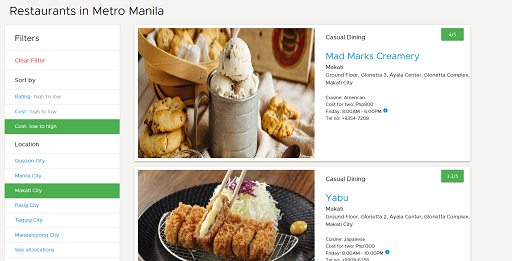 Restaurants in Metro Manila
Filters
Clear Filter
Sort by
Rating- high to low
Cost- high to low
Cost- low to high
Location
Quezon City
Manila City
Makati City
Pasig City
Taguig City
Mandaluyong City
See all locations
Casual Dining
4/5
Mad Marks Creamery
Makati
Ground Floor, Glorietta 3, Ayala Center, Glorietta Complex,
Makati City
Cuisine: American
Cost for two: Php800
Friday: 8:00AM - 6:00PM
Tel no: +8354-7208
Casual Dining
3.3/5
Yabu
Makati
Ground Floor, Glorietta 2, Ayala Center, Glorietta Complex,
Makati City
Cuisine: Japanese
Cost for two: Php1300
Friday: 8:00AM - 10:00PM
Tel no: +8909-6356